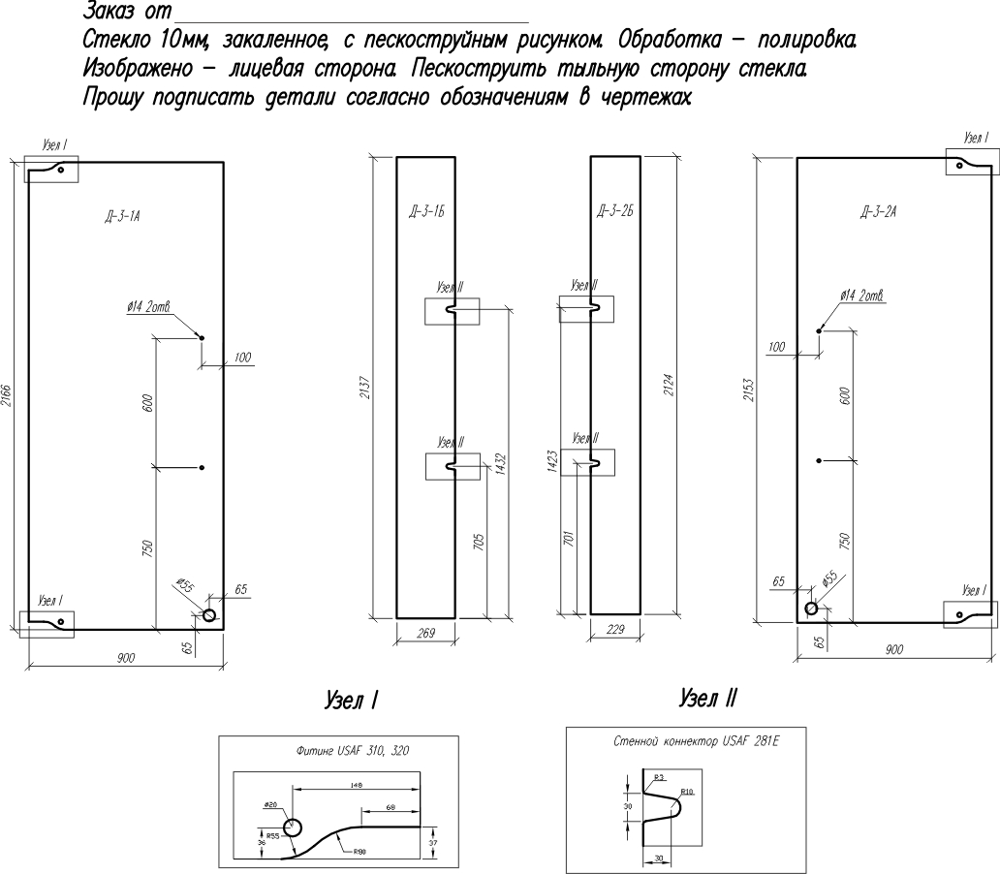 Заказ от
Стекло 10мм, закаленное, с пескоструйным рисунком. Обработка – полировка.
Изображено – лицевая сторона. Пескоструить тыльную сторону стекла.
Прошу подписать детали согласно обозначениям в чертежах
Узел I
Узел I
Д-3-1А
Д-3-1Б
Д-3-2Б
Д-3-2А
Узел II
Узел II
ø14 2отв.
ø14 2отв.
100
100
2166
600
2137
2124
2153
600
Узел II
Узел II
1432
1423
750
705
701
750
ø55
65
65
ø55
Узел I
Узел I
65
65
269
229
900
900
Узел I
Узел II
Фитинг USAF 310, 320
148
ø20
68
R55
36
R80
37
Стенной коннектор USAF 281E
R3
R10
30
30